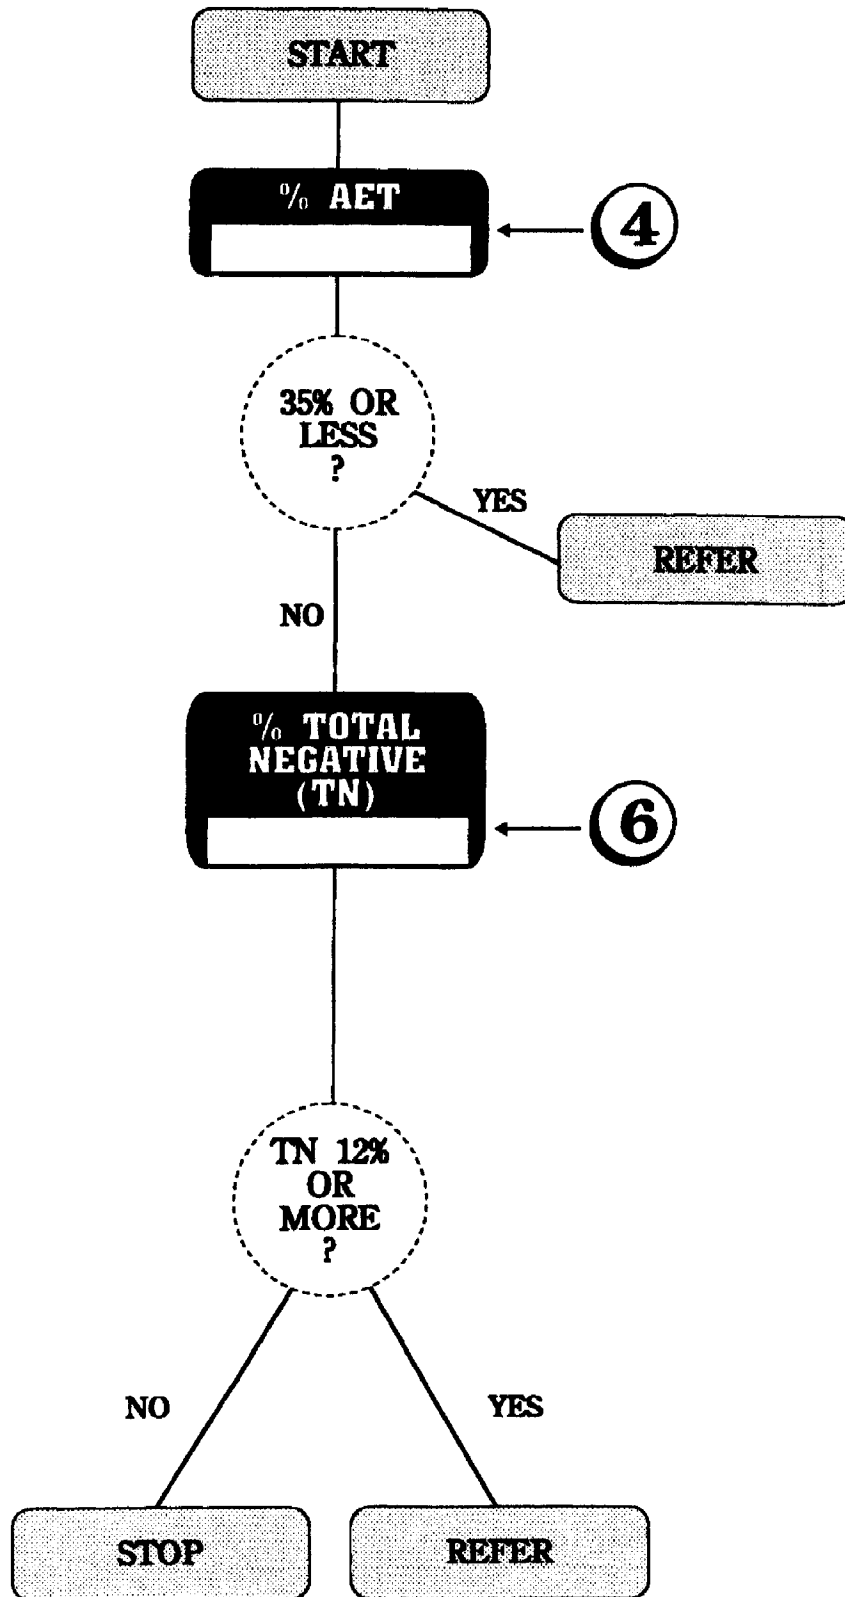 START
% AET
4
35% OR
LESS
?
YES
REFER
NO
% TOTAL
NEGATIVE
(TN)
6
TN 12%
OR
MORE
?
NO
YES
STOP
REFER